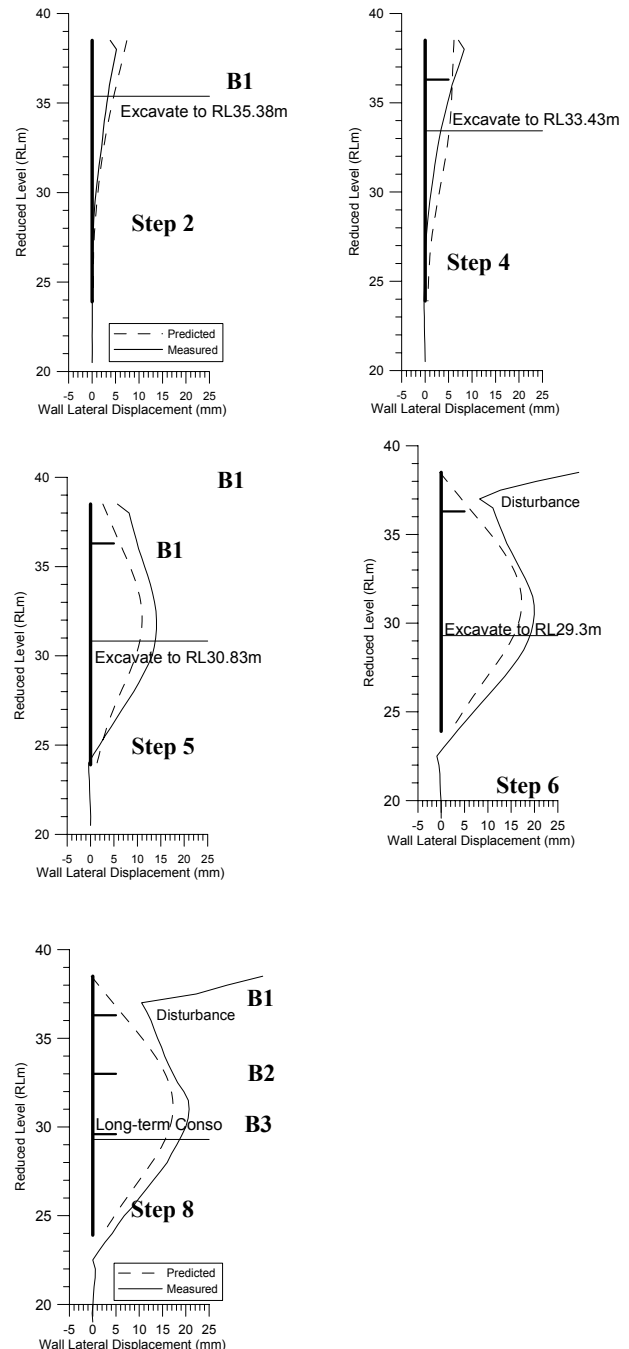 40
35
30
25
20
Reduced Level (RLm)
B1
Excavate to RL35.38m
Step 2
Predicted
Measured
-5 0 5 10 15 20 25
Wall Lateral Displacement (mm)
40
35
30
25
20
Reduced Level (RLm)
Excavate to RL33.43m
Step 4
-5 0 5 10 15 20 25
Wall Lateral Displacement (mm)
B1
40
35
30
25
20
Reduced Level (RLm)
B1
Excavate to RL30.83m
Step 5
-5 0 5 10 15 20 25
Wall Lateral Displacement (mm)
40
35
30
25
20
Reduced Level (RLm)
Disturbance
Excavate to RL29.3m
Step 6
-5 0 5 10 15 20 25
Wall Lateral Displacement (mm)
40
35
30
25
20
Reduced Level (RLm)
B1
Disturbance
B2
Long-term Conso
B3
Step 8
Predicted
Measured
-5 0 5 10 15 20 25
Wall Lateral Displacement (mm)